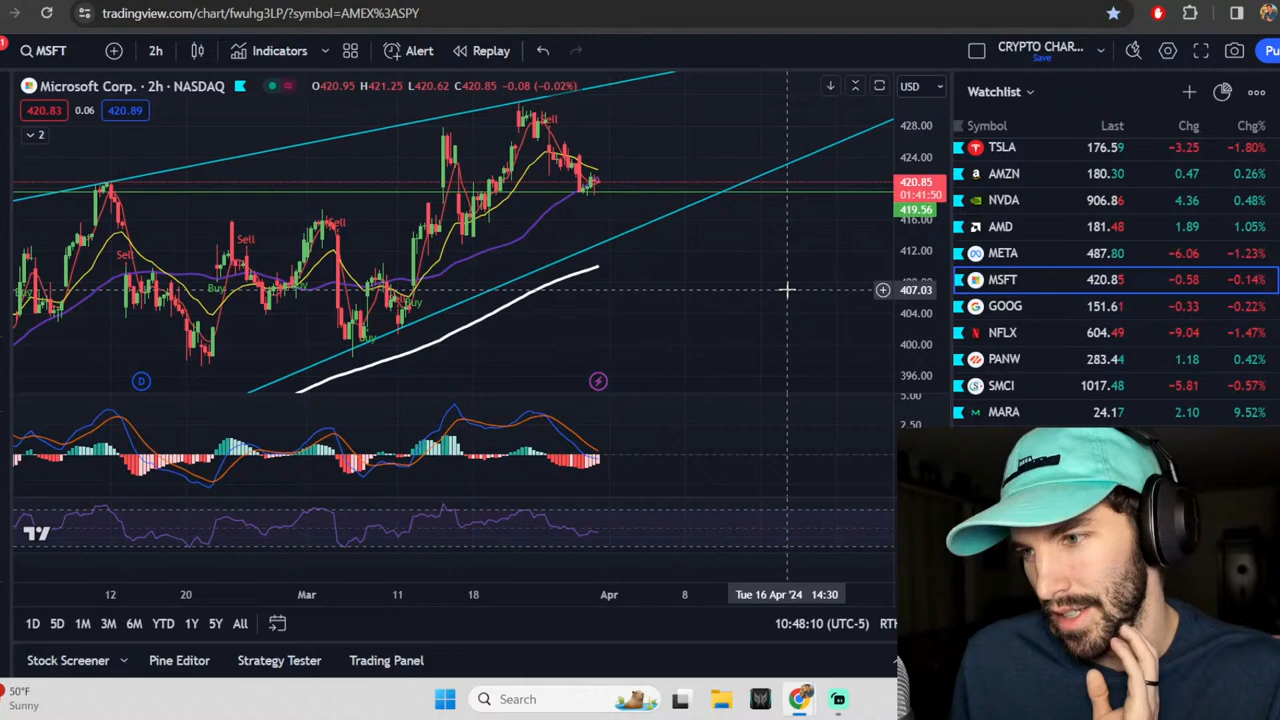 tradingview.com/chart/fwuhg3LP/?symbol=AMEX%3ASPY
MSFT 2h Indicators Alert Replay CRYPTO CHAR... Save Pu
Microsoft Corp. · 2h · NASDAQ O420.95 H421.25 L420.62 C420.85 -0.08 (-0.02%) USD
420.83 0.06 420.89
2
428.00
424.00
420.85
01:41:50
419.56
416.00
412.00
407.03
404.00
400.00
396.00
5.00
2.50
Sell
Sell
Sell
Sell
Buy
Buy
Buy
Buy
D
12 20 Mar 11 18 Apr 8 Tue 16 Apr '24 14:30
1D 5D 1M 3M 6M YTD 1Y 5Y All 10:48:10 (UTC-5) RTH
Stock Screener Pine Editor Strategy Tester Trading Panel
Watchlist
Symbol Last Chg Chg%
TSLA 176.59 -3.25 -1.80%
AMZN 180.30 0.47 0.26%
NVDA 906.86 4.36 0.48%
AMD 181.48 1.89 1.05%
META 487.80 -6.06 -1.23%
MSFT 420.85 -0.58 -0.14%
GOOG 151.61 -0.33 -0.22%
NFLX 604.49 -9.04 -1.47%
PANW 283.44 1.18 0.42%
SMCI 1017.48 -5.81 -0.57%
MARA 24.17 2.10 9.52%
50°F
Sunny
Search